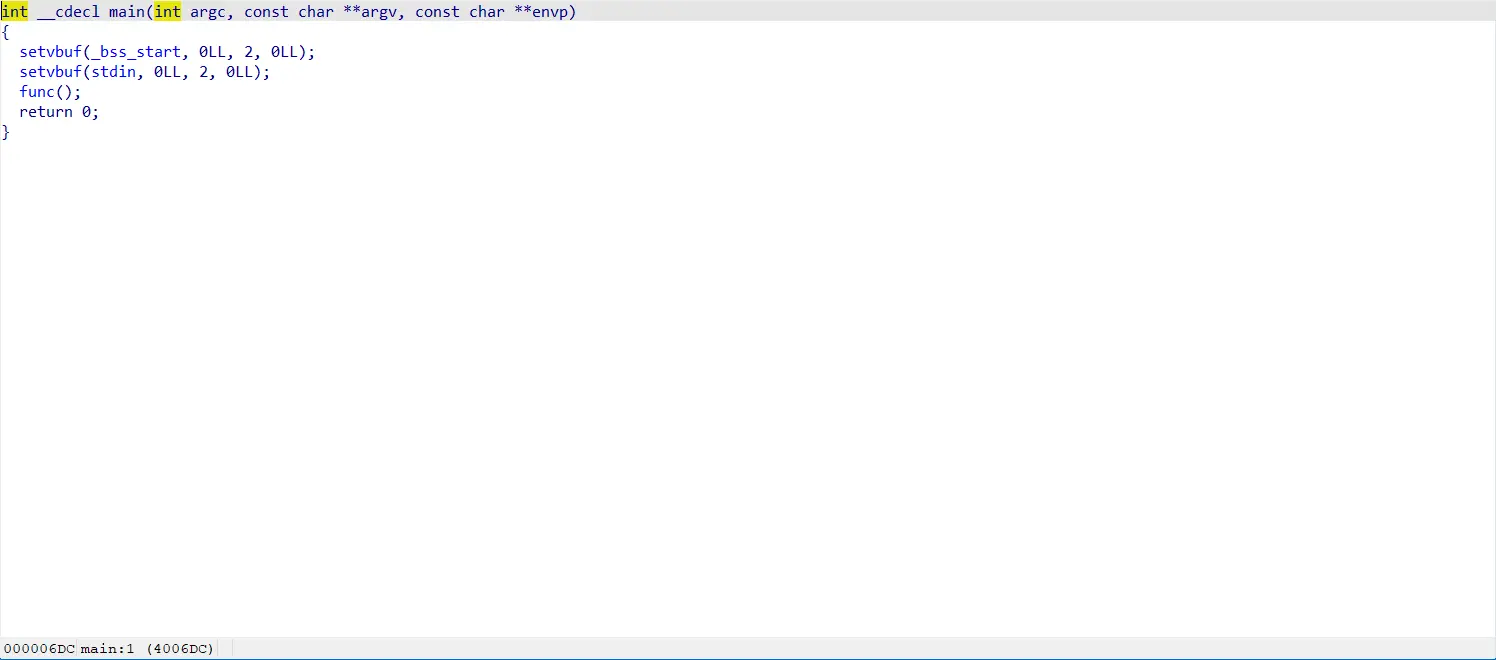 int __cdecl main(int argc, const char **argv, const char **envp)
{
  setvbuf(_bss_start, 0LL, 2, 0LL);
  setvbuf(stdin, 0LL, 2, 0LL);
  func();
  return 0;
}
000006DC main:1 (4006DC)